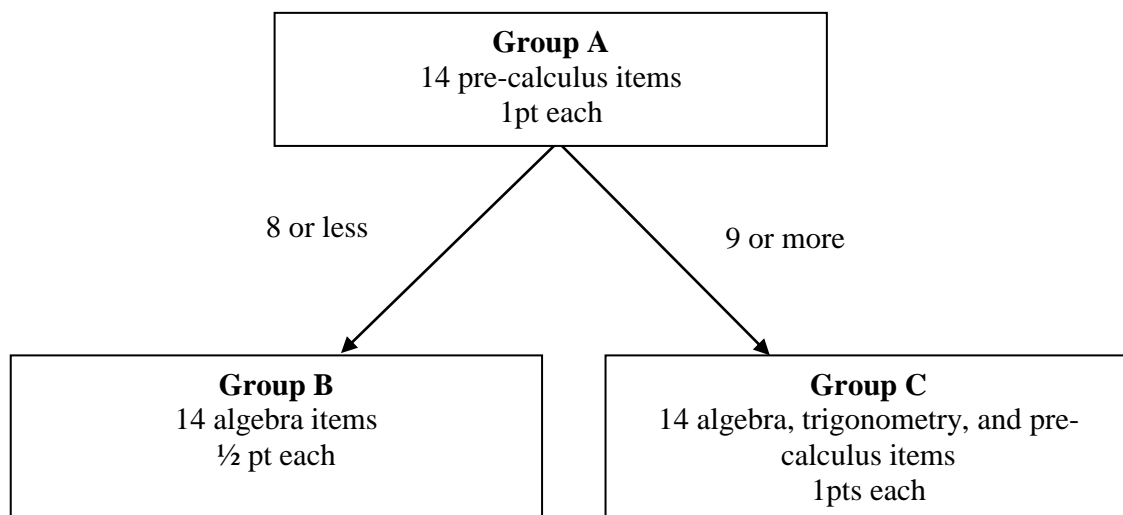 Group A
14 pre-calculus items
1pt each
8 or less
9 or more
Group B
14 algebra items
½ pt each
Group C
14 algebra, trigonometry, and pre-
calculus items
1pts each